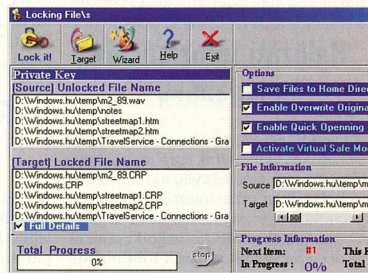 Locking File\s
Lock it!
Target
Wizard
Help
Exit
Private Key
[Source] Unlocked File Name
D:\Windows.hu\temp\m2_89.wav
D:\Windows.hu\temp\notes
D:\Windows.hu\temp\streetmap1.htm
D:\Windows.hu\temp\streetmap2.htm
D:\Windows.hu\temp\TravelService - Connections - Gra
[Target] Locked File Name
D:\Windows.hu\temp\m2_89.CRP
D:\Windows.CRP
D:\Windows.hu\temp\streetmap1.CRP
D:\Windows.hu\temp\streetmap2.CRP
D:\Windows.hu\temp\TravelService - Connections - Gra
Full Details
Total Progress
0%
stop
Options
Save Files to Home Direc
Enable Overwrite Origina
Enable Quick Openning
Activate Virtual Safe Mo
File Information
Source D:\Windows.hu\temp\m
Target D:\Windows.hu\temp\m
Progress Information
Next Item: #1 This F
In Progress : 0% Total